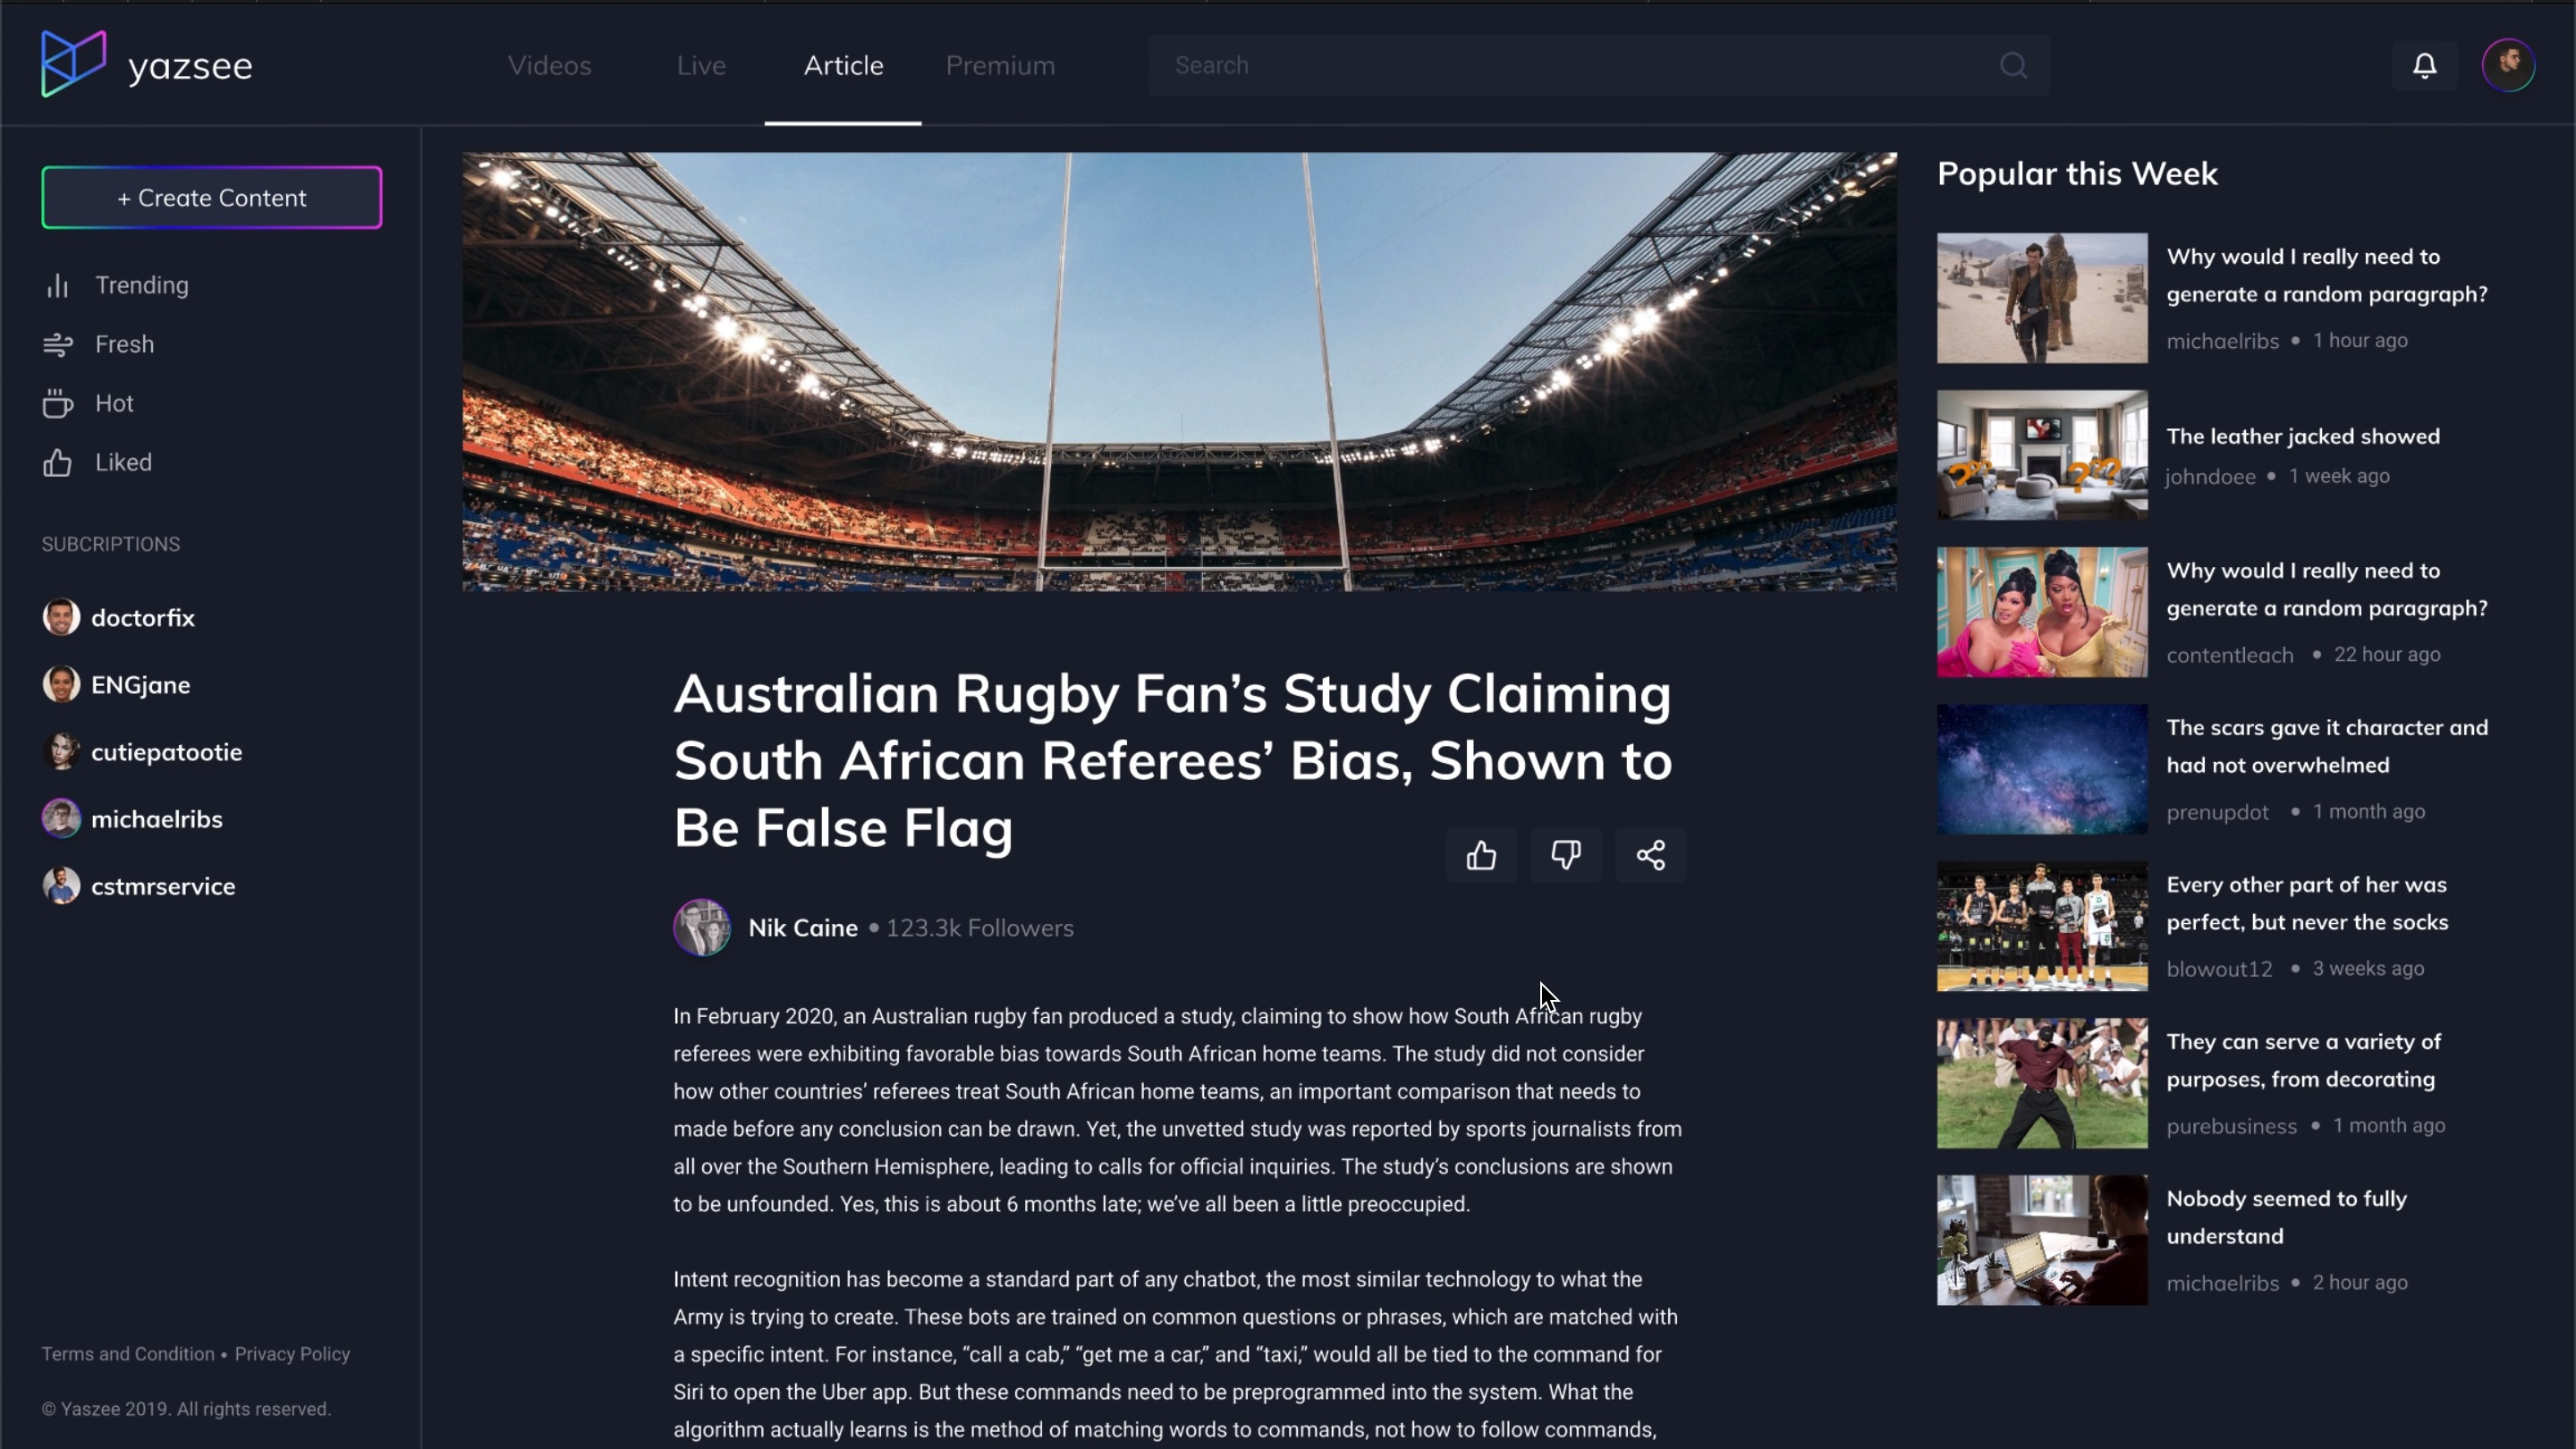 yazsee
Videos
Live
Article
Premium
Search
+ Create Content
Trending
Fresh
Hot
Liked
SUBCRIPTIONS
doctorfix
ENGjane
cutiepatootie
michaelribs
cstmrservice
Terms and Condition • Privacy Policy
© Yaszee 2019. All rights reserved.
Australian Rugby Fan’s Study Claiming
South African Referees’ Bias, Shown to
Be False Flag
Nik Caine • 123.3k Followers
In February 2020, an Australian rugby fan produced a study, claiming to show how South African rugby
referees were exhibiting favorable bias towards South African home teams. The study did not consider
how other countries’ referees treat South African home teams, an important comparison that needs to
made before any conclusion can be drawn. Yet, the unvetted study was reported by sports journalists from
all over the Southern Hemisphere, leading to calls for official inquiries. The study’s conclusions are shown
to be unfounded. Yes, this is about 6 months late; we’ve all been a little preoccupied.
Intent recognition has become a standard part of any chatbot, the most similar technology to what the
Army is trying to create. These bots are trained on common questions or phrases, which are matched with
a specific intent. For instance, “call a cab,” “get me a car,” and “taxi,” would all be tied to the command for
Siri to open the Uber app. But these commands need to be preprogrammed into the system. What the
algorithm actually learns is the method of matching words to commands, not how to follow commands,
Popular this Week
Why would I really need to
generate a random paragraph?
michaelribs • 1 hour ago
The leather jacked showed
johndoee • 1 week ago
Why would I really need to
generate a random paragraph?
contentleach • 22 hour ago
The scars gave it character and
had not overwhelmed
prenupdot • 1 month ago
Every other part of her was
perfect, but never the socks
blowout12 • 3 weeks ago
They can serve a variety of
purposes, from decorating
purebusiness • 1 month ago
Nobody seemed to fully
understand
michaelribs • 2 hour ago